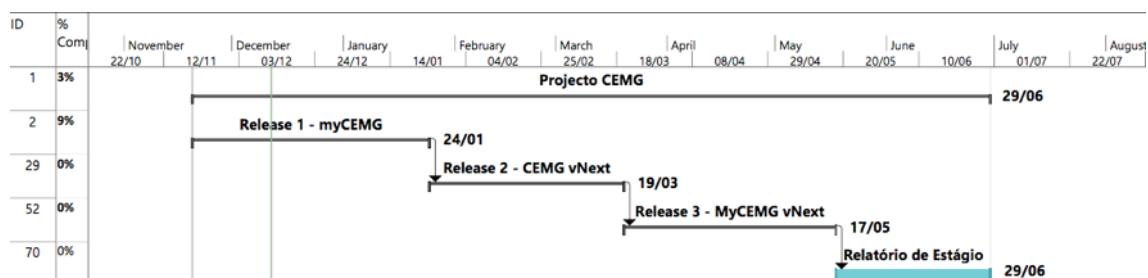 ID % Comp
November December January February March April May June July August
22/10 12/11 03/12 24/12 14/01 04/02 25/02 18/03 08/04 29/04 20/05 10/06 01/07 22/07
1 3% Projecto CEMG
29/06
2 9% Release 1 - myCEMG
24/01
29 0% Release 2 - CEMG vNext
19/03
52 0% Release 3 - MyCEMG vNext
17/05
70 0% Relatório de Estágio
29/06